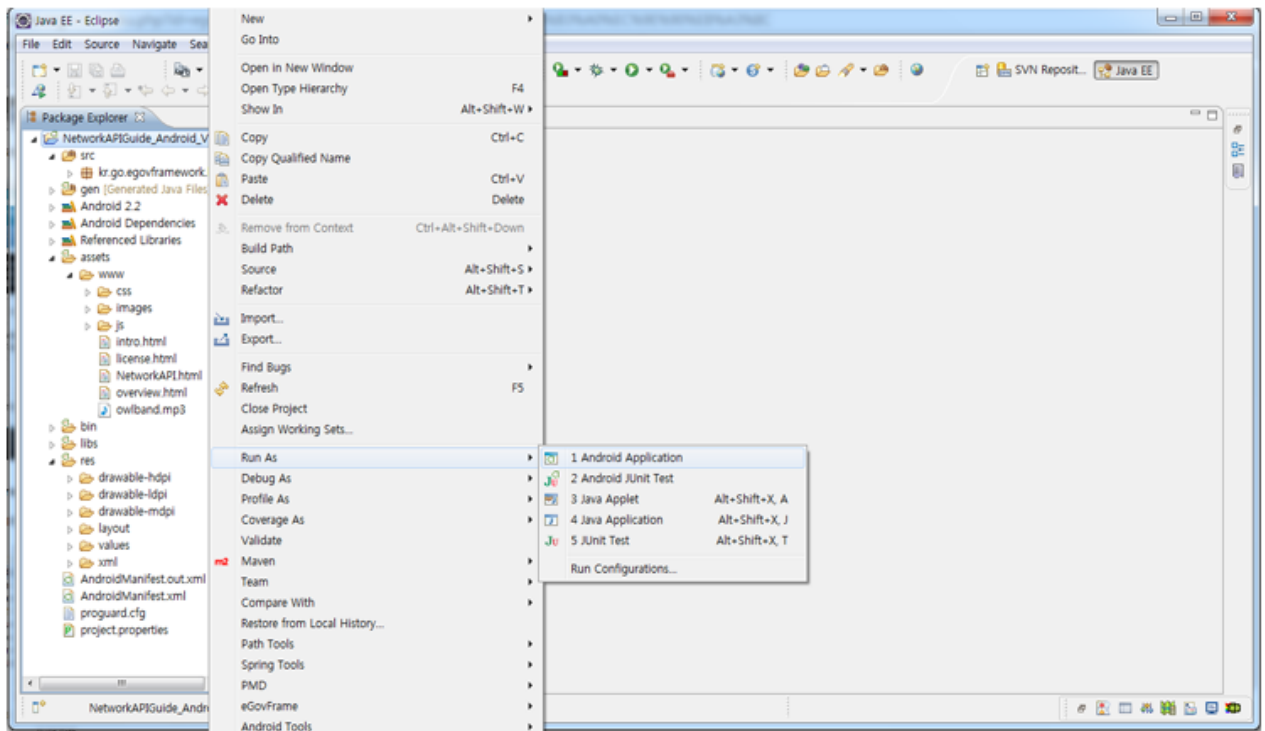 Java EE - Eclipse
File Edit Source Navigate Sea
SVN Reposit... Java EE
Package Explorer
NetworkAPIGuide_Android_V
src
kr.go.egovframework.
gen [Generated Java Files
Android 2.2
Android Dependencies
Referenced Libraries
assets
www
css
images
js
intro.html
license.html
NetworkAPI.html
overview.html
owlband.mp3
bin
libs
res
drawable-hdpi
drawable-ldpi
drawable-mdpi
layout
values
xml
AndroidManifest.out.xml
AndroidManifest.xml
proguard.cfg
project.properties
NetworkAPIGuide_Andr
New
Go Into
Open in New Window
Open Type Hierarchy F4
Show In Alt+Shift+W
Copy Ctrl+C
Copy Qualified Name
Paste Ctrl+V
Delete Delete
Remove from Context Ctrl+Alt+Shift+Down
Build Path
Source Alt+Shift+S
Refactor Alt+Shift+T
Import...
Export...
Find Bugs
Refresh F5
Close Project
Assign Working Sets...
Run As
Debug As
Profile As
Coverage As
Validate
m2 Maven
Team
Compare With
Restore from Local History...
Path Tools
Spring Tools
PMD
eGovFrame
Android Tools
1 Android Application
2 Android JUnit Test
3 Java Applet Alt+Shift+X, A
4 Java Application Alt+Shift+X, J
5 JUnit Test Alt+Shift+X, T
Run Configurations...